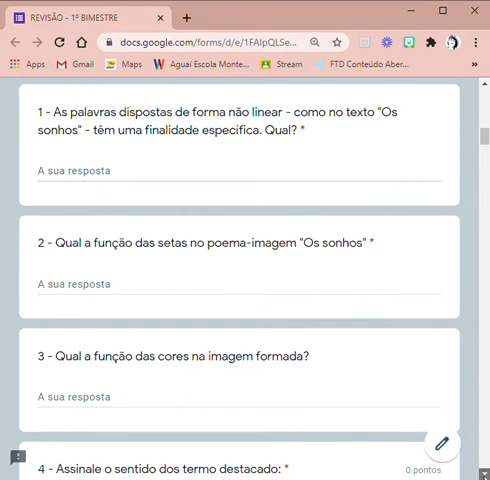 REVISÃO - 1º BIMESTRE
docs.google.com/forms/d/e/1FAIpQLSe...
Apps Gmail Maps Aguaí Escola Monte... Stream FTD Conteúdo Aber...
1 - As palavras dispostas de forma não linear - como no texto "Os
sonhos" - têm uma finalidade específica. Qual? *
A sua resposta
2 - Qual a função das setas no poema-imagem "Os sonhos" *
A sua resposta
3 - Qual a função das cores na imagem formada?
A sua resposta
4 - Assinale o sentido dos termo destacado: * 0 pontos